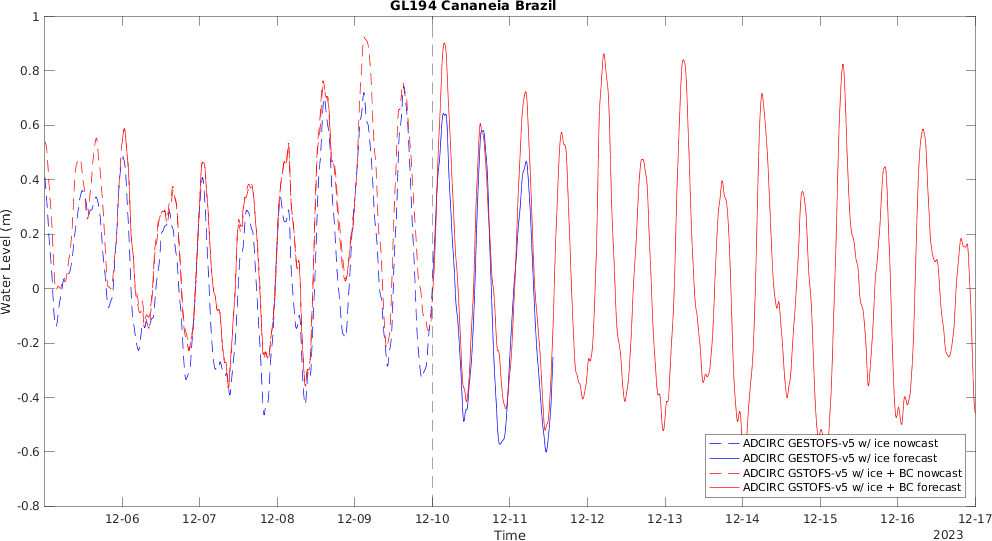 GL194 Cananeia Brazil
1
0.8
0.6
0.4
0.2
0
-0.2
-0.4
-0.6
-0.8
Water Level (m)
ADCIRC GESTOFS-v5 w/ ice nowcast
ADCIRC GESTOFS-v5 w/ ice forecast
ADCIRC GSTOFS-v5 w/ ice + BC nowcast
ADCIRC GSTOFS-v5 w/ ice + BC forecast
12-06 12-07 12-08 12-09 12-10 12-11 12-12 12-13 12-14 12-15 12-16 12-17
Time
2023